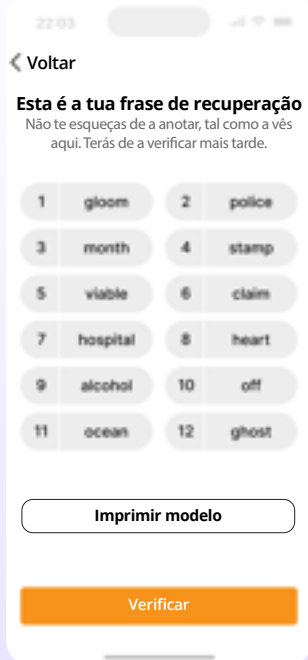 22:03
Voltar
Esta é a tua frase de recuperação
Não te esqueças de a anotar, tal como a vês
aqui. Terás de a verificar mais tarde.
1 gloom 2 police
3 month 4 stamp
5 viable 6 claim
7 hospital 8 heart
9 alcohol 10 off
11 ocean 12 ghost
Imprimir modelo
Verificar